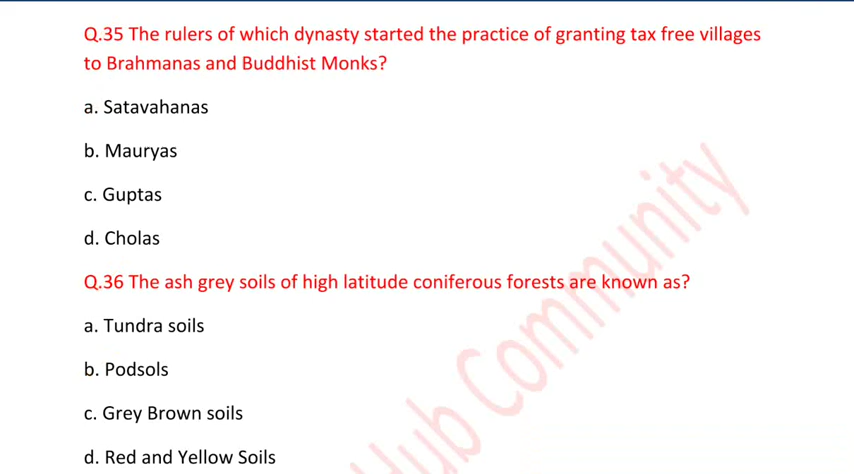 Q.35 The rulers of which dynasty started the practice of granting tax free villages
to Brahmanas and Buddhist Monks?
a. Satavahanas
b. Mauryas
c. Guptas
d. Cholas
Q.36 The ash grey soils of high latitude coniferous forests are known as?
a. Tundra soils
b. Podsols
c. Grey Brown soils
d. Red and Yellow Soils
Hub Community